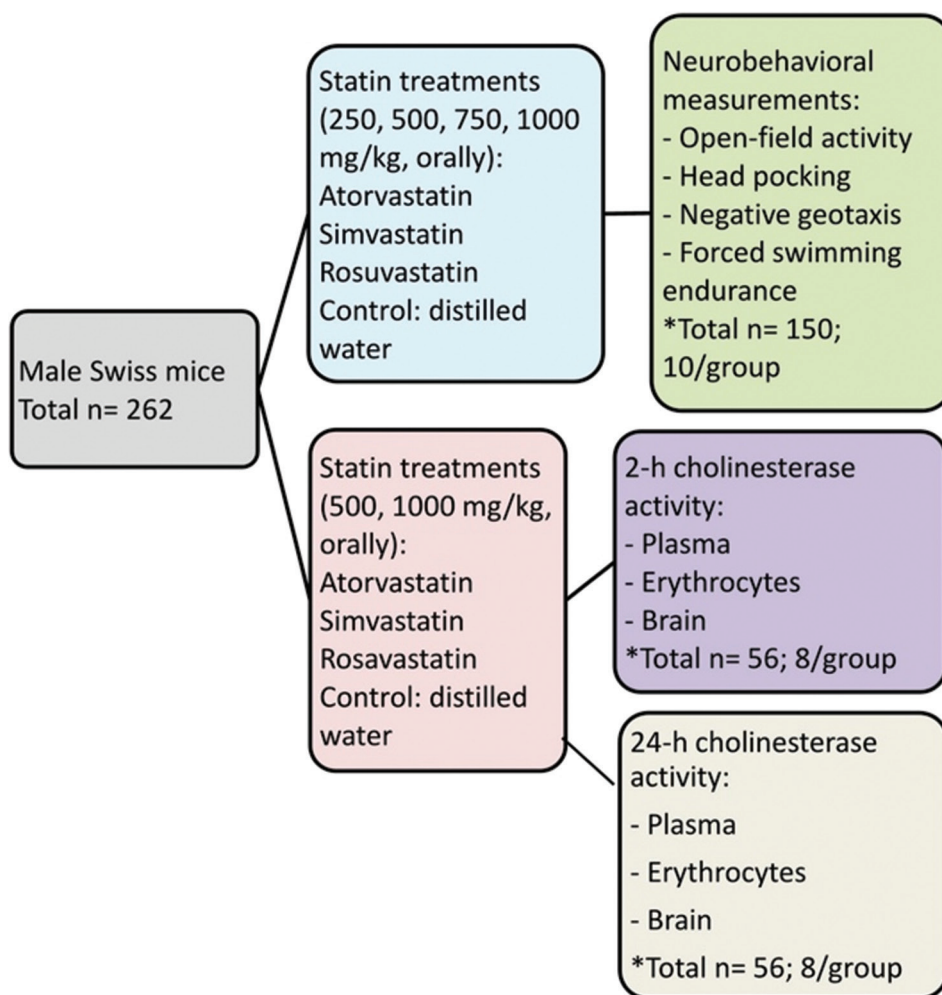 Male Swiss mice
Total n= 262
Statin treatments
(250, 500, 750, 1000
mg/kg, orally):
Atorvastatin
Simvastatin
Rosuvastatin
Control: distilled
water
Neurobehavioral
measurements:
- Open-field activity
- Head pocking
- Negative geotaxis
- Forced swimming
endurance
*Total n= 150;
10/group
Statin treatments
(500, 1000 mg/kg,
orally):
Atorvastatin
Simvastatin
Rosavastatin
Control: distilled
water
2-h cholinesterase
activity:
- Plasma
- Erythrocytes
- Brain
*Total n= 56; 8/group
24-h cholinesterase
activity:
- Plasma
- Erythrocytes
- Brain
*Total n= 56; 8/group